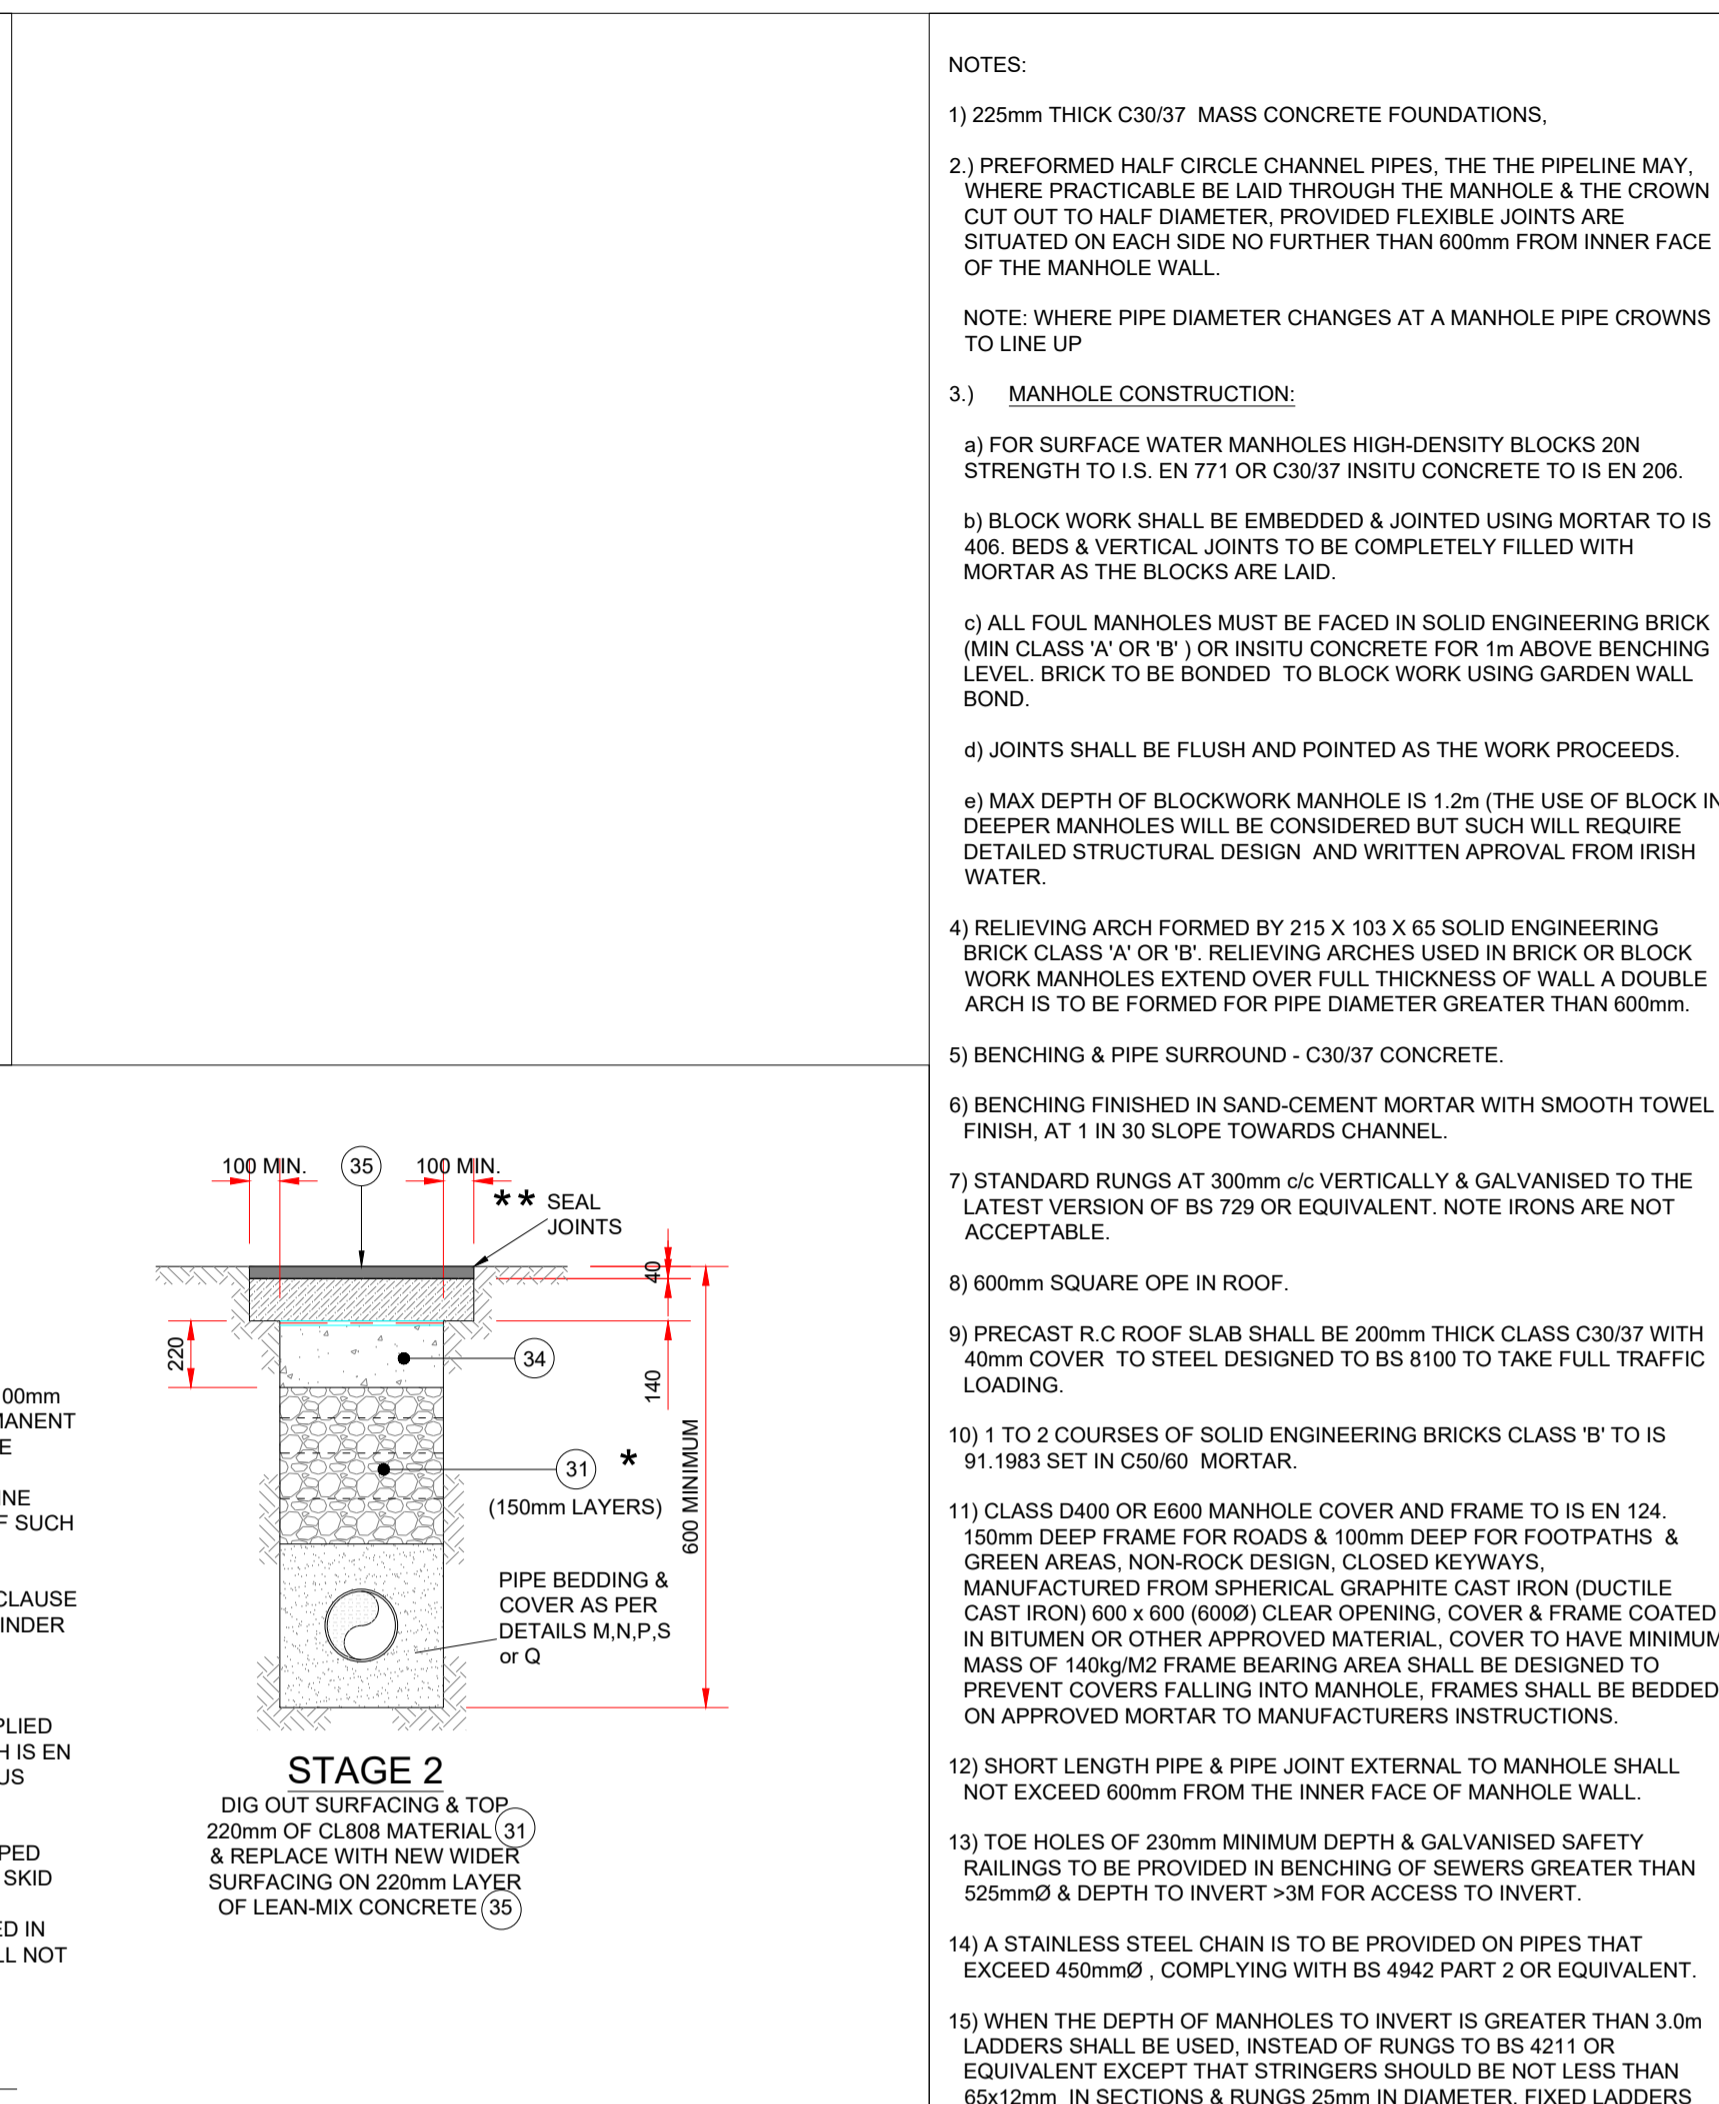 NOTES:
1) 225mm THICK C30/37 MASS CONCRETE FOUNDATIONS,
2.) PREFORMED HALF CIRCLE CHANNEL PIPES, THE THE PIPELINE MAY,
WHERE PRACTICABLE BE LAID THROUGH THE MANHOLE & THE CROWN
CUT OUT TO HALF DIAMETER, PROVIDED FLEXIBLE JOINTS ARE
SITUATED ON EACH SIDE NO FURTHER THAN 600mm FROM INNER FACE
OF THE MANHOLE WALL.
NOTE: WHERE PIPE DIAMETER CHANGES AT A MANHOLE PIPE CROWNS
TO LINE UP
3.) MANHOLE CONSTRUCTION:
a) FOR SURFACE WATER MANHOLES HIGH-DENSITY BLOCKS 20N
STRENGTH TO I.S. EN 771 OR C30/37 INSITU CONCRETE TO IS EN 206.
b) BLOCK WORK SHALL BE EMBEDDED & JOINTED USING MORTAR TO IS
406. BEDS & VERTICAL JOINTS TO BE COMPLETELY FILLED WITH
MORTAR AS THE BLOCKS ARE LAID.
c) ALL FOUL MANHOLES MUST BE FACED IN SOLID ENGINEERING BRICK
(MIN CLASS 'A' OR 'B' ) OR INSITU CONCRETE FOR 1m ABOVE BENCHING
LEVEL. BRICK TO BE BONDED TO BLOCK WORK USING GARDEN WALL
BOND.
d) JOINTS SHALL BE FLUSH AND POINTED AS THE WORK PROCEEDS.
e) MAX DEPTH OF BLOCKWORK MANHOLE IS 1.2m (THE USE OF BLOCK IN
DEEPER MANHOLES WILL BE CONSIDERED BUT SUCH WILL REQUIRE
DETAILED STRUCTURAL DESIGN AND WRITTEN APROVAL FROM IRISH
WATER.
4) RELIEVING ARCH FORMED BY 215 X 103 X 65 SOLID ENGINEERING
BRICK CLASS 'A' OR 'B'. RELIEVING ARCHES USED IN BRICK OR BLOCK
WORK MANHOLES EXTEND OVER FULL THICKNESS OF WALL A DOUBLE
ARCH IS TO BE FORMED FOR PIPE DIAMETER GREATER THAN 600mm.
5) BENCHING & PIPE SURROUND - C30/37 CONCRETE.
6) BENCHING FINISHED IN SAND-CEMENT MORTAR WITH SMOOTH TOWEL
FINISH, AT 1 IN 30 SLOPE TOWARDS CHANNEL.
7) STANDARD RUNGS AT 300mm c/c VERTICALLY & GALVANISED TO THE
LATEST VERSION OF BS 729 OR EQUIVALENT. NOTE IRONS ARE NOT
ACCEPTABLE.
8) 600mm SQUARE OPE IN ROOF.
9) PRECAST R.C ROOF SLAB SHALL BE 200mm THICK CLASS C30/37 WITH
40mm COVER TO STEEL DESIGNED TO BS 8100 TO TAKE FULL TRAFFIC
LOADING.
10) 1 TO 2 COURSES OF SOLID ENGINEERING BRICKS CLASS 'B' TO IS
91.1983 SET IN C50/60 MORTAR.
11) CLASS D400 OR E600 MANHOLE COVER AND FRAME TO IS EN 124.
150mm DEEP FRAME FOR ROADS & 100mm DEEP FOR FOOTPATHS &
GREEN AREAS, NON-ROCK DESIGN, CLOSED KEYWAYS,
MANUFACTURED FROM SPHERICAL GRAPHITE CAST IRON (DUCTILE
CAST IRON) 600 x 600 (600Ø) CLEAR OPENING, COVER & FRAME COATED
IN BITUMEN OR OTHER APPROVED MATERIAL, COVER TO HAVE MINIMUM
MASS OF 140kg/M2 FRAME BEARING AREA SHALL BE DESIGNED TO
PREVENT COVERS FALLING INTO MANHOLE, FRAMES SHALL BE BEDDED
ON APPROVED MORTAR TO MANUFACTURERS INSTRUCTIONS.
12) SHORT LENGTH PIPE & PIPE JOINT EXTERNAL TO MANHOLE SHALL
NOT EXCEED 600mm FROM THE INNER FACE OF MANHOLE WALL.
13) TOE HOLES OF 230mm MINIMUM DEPTH & GALVANISED SAFETY
RAILINGS TO BE PROVIDED IN BENCHING OF SEWERS GREATER THAN
525mmØ & DEPTH TO INVERT >3M FOR ACCESS TO INVERT.
14) A STAINLESS STEEL CHAIN IS TO BE PROVIDED ON PIPES THAT
EXCEED 450mmØ , COMPLYING WITH BS 4942 PART 2 OR EQUIVALENT.
15) WHEN THE DEPTH OF MANHOLES TO INVERT IS GREATER THAN 3.0m
LADDERS SHALL BE USED, INSTEAD OF RUNGS TO BS 4211 OR
EQUIVALENT EXCEPT THAT STRINGERS SHOULD BE NOT LESS THAN
65x12mm IN SECTIONS & RUNGS 25mm IN DIAMETER. FIXED LADDERS
100 MIN.
35
100 MIN.
** SEAL
JOINTS
40
220
34
140
31 *
(150mm LAYERS)
600 MINIMUM
PIPE BEDDING &
COVER AS PER
DETAILS M,N,P,S
or Q
STAGE 2
DIG OUT SURFACING & TOP
220mm OF CL808 MATERIAL 31
& REPLACE WITH NEW WIDER
SURFACING ON 220mm LAYER
OF LEAN-MIX CONCRETE 35
00mm
MANENT
E
INE
F SUCH
CLAUSE
INDER
PLIED
H IS EN
US
PED
SKID
ED IN
LL NOT